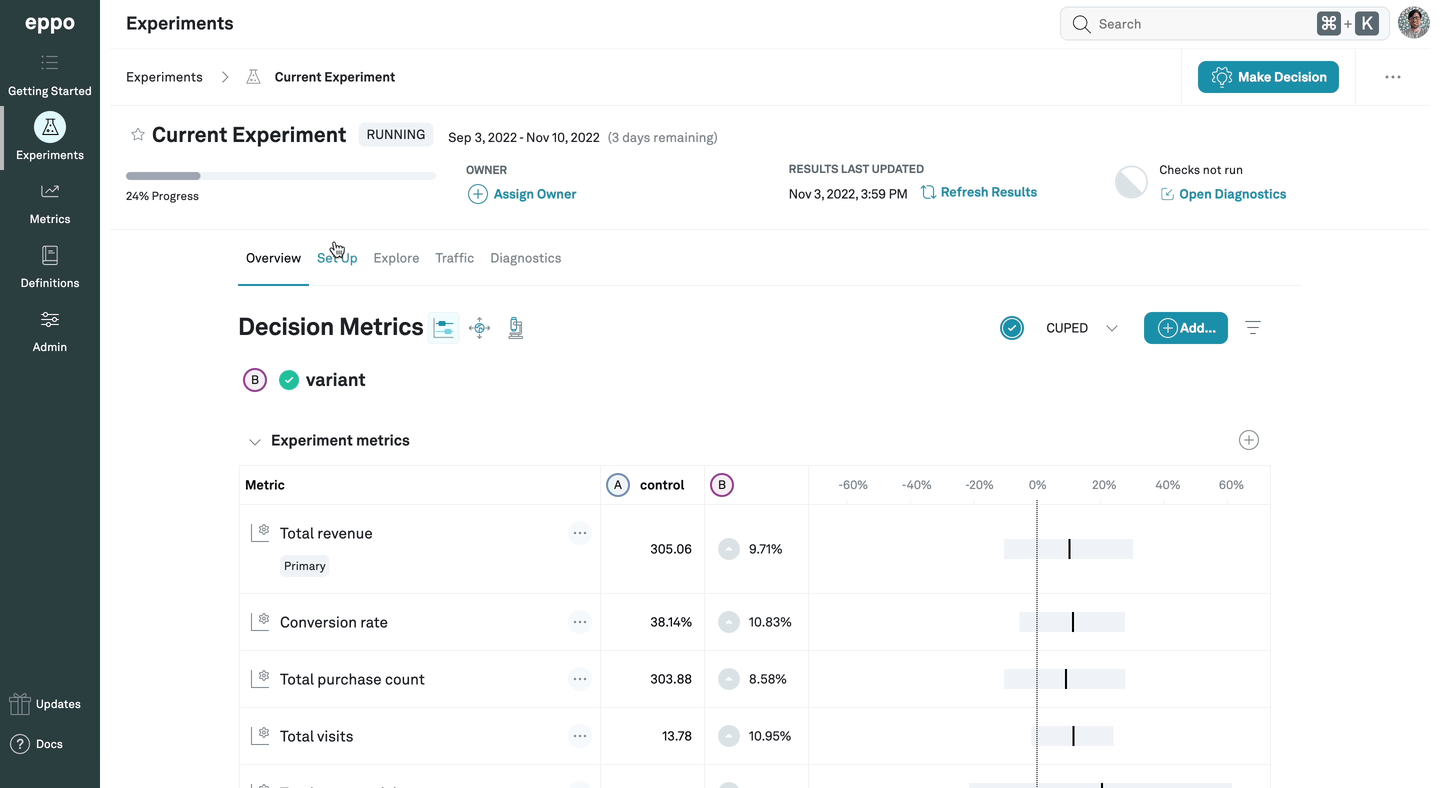 eppo
Experiments
Search
⌘ + K
Getting Started
Experiments
Metrics
Definitions
Admin
Updates
? Docs
Experiments > Current Experiment
Make Decision
Current Experiment RUNNING Sep 3, 2022 - Nov 10, 2022 (3 days remaining)
24% Progress
OWNER
Assign Owner
RESULTS LAST UPDATED
Nov 3, 2022, 3:59 PM Refresh Results
Checks not run
Open Diagnostics
Overview Set Up Explore Traffic Diagnostics
Decision Metrics
CUPED
Add...
B variant
Experiment metrics
Metric A control B -60% -40% -20% 0% 20% 40% 60%
Total revenue 305.06 9.71%
Primary
Conversion rate 38.14% 10.83%
Total purchase count 303.88 8.58%
Total visits 13.78 10.95%